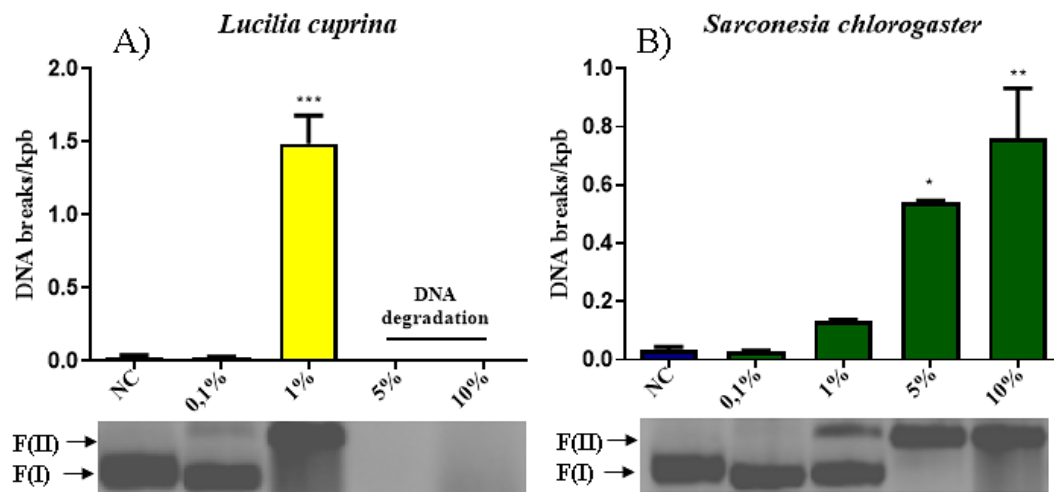 A)
Lucilia cuprina
DNA breaks/kpb
2.0
1.5
1.0
0.5
0.0
***
DNA
degradation
NC
0,1%
1%
5%
10%
F(II)
F(I)
B)
Sarconesia chlorogaster
DNA breaks/kpb
1.0
0.8
0.6
0.4
0.2
0.0
*
**
NC
0,1%
1%
5%
10%
F(II)
F(I)